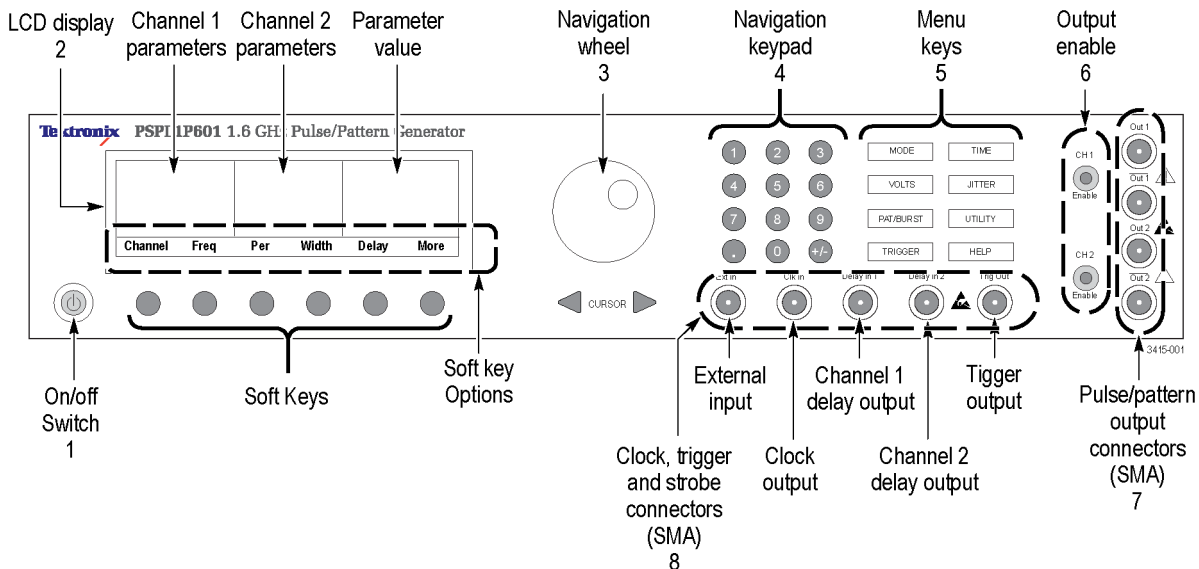 LCD display
2
Channel 1
parameters
Channel 2
parameters
Parameter
value
Navigation
wheel
3
Navigation
keypad
4
Menu
keys
5
Output
enable
6
Tektronix PSPL1P601 1.6 GHz Pulse/Pattern Generator
Channel Freq Per Width Delay More
CURSOR
1 2 3
4 5 6
7 8 9
. 0 +/-
MODE TIME
VOLTS JITTER
PAT/BURST UTILITY
TRIGGER HELP
CH 1
Enable
CH 2
Enable
Out 1
Out 1
Out 2
Out 2
Ext In Clk In Delay In 1 Delay In 2 Trig Out
3415-001
On/off
Switch
1
Soft Keys
Soft key
Options
External
input
Channel 1
delay output
Tigger
output
Clock, trigger
and strobe
connectors
(SMA)
8
Clock
output
Channel 2
delay output
Pulse/pattern
output
connectors
(SMA)
7